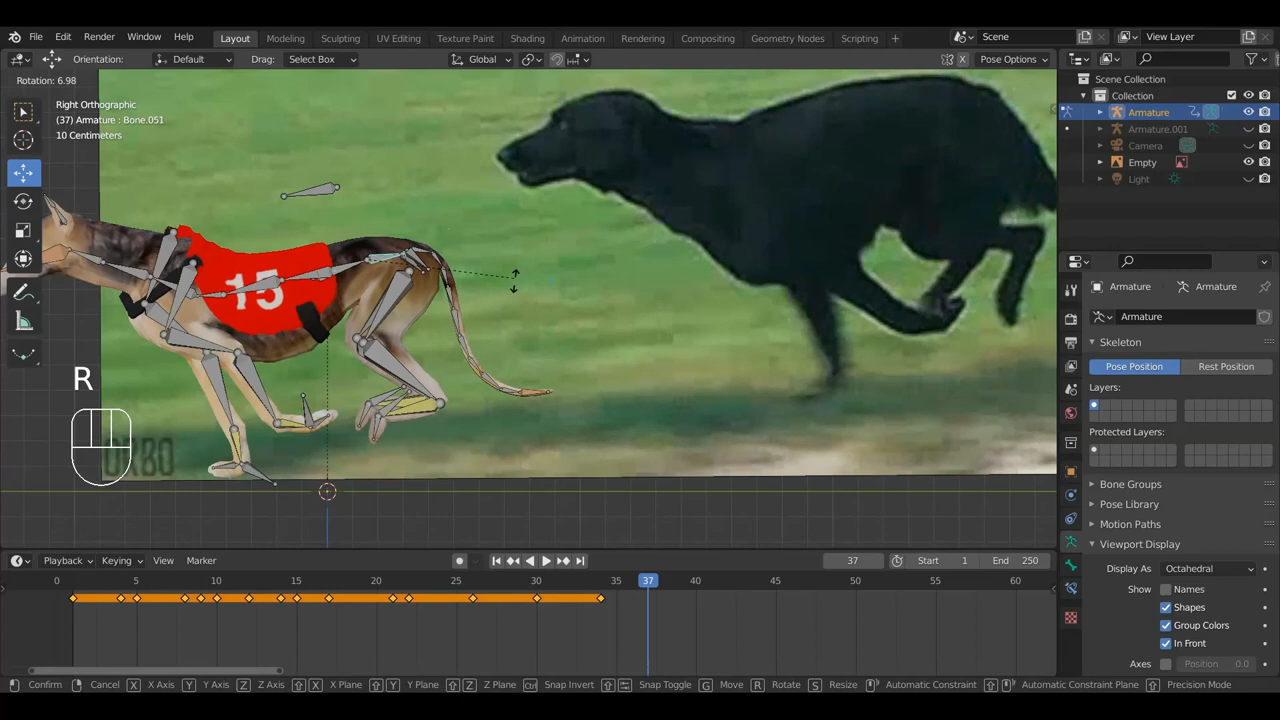 File Edit Render Window Help Layout Modeling Sculpting UV Editing Texture Paint Shading Animation Rendering Compositing Geometry Nodes Scripting + Scene View Layer
Orientation: Default Drag: Select Box Global X Pose Options
Rotation: 6.98
Right Orthographic
(37) Armature : Bone.051
10 Centimeters
Scene Collection
Collection
Armature
Armature.001
Camera
Empty
Light
15
R
Armature Armature
Armature
Skeleton
Pose Position Rest Position
Layers:
Protected Layers:
Bone Groups
Pose Library
Motion Paths
Viewport Display
Display As Octahedral
Show Names
Shapes
Group Colors
In Front
Axes Position 0.0
Playback Keying View Marker 37 Start 1 End 250
0 5 10 15 20 25 30 35 37 40 45 50 55 60
Confirm Cancel X X Axis Y Y Axis Z Z Axis X X Plane Y Y Plane Z Z Plane Ctrl Snap Invert Snap Toggle G Move R Rotate S Resize Automatic Constraint Automatic Constraint Plane Precision Mode